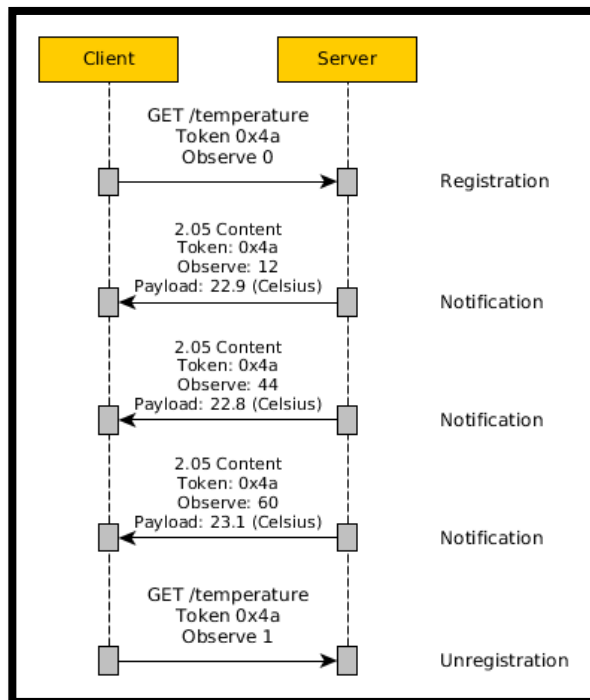 Client
Server
GET /temperature
Token 0x4a
Observe 0
Registration
2.05 Content
Token: 0x4a
Observe: 12
Payload: 22.9 (Celsius)
Notification
2.05 Content
Token: 0x4a
Observe: 44
Payload: 22.8 (Celsius)
Notification
2.05 Content
Token: 0x4a
Observe: 60
Payload: 23.1 (Celsius)
Notification
GET /temperature
Token 0x4a
Observe 1
Unregistration